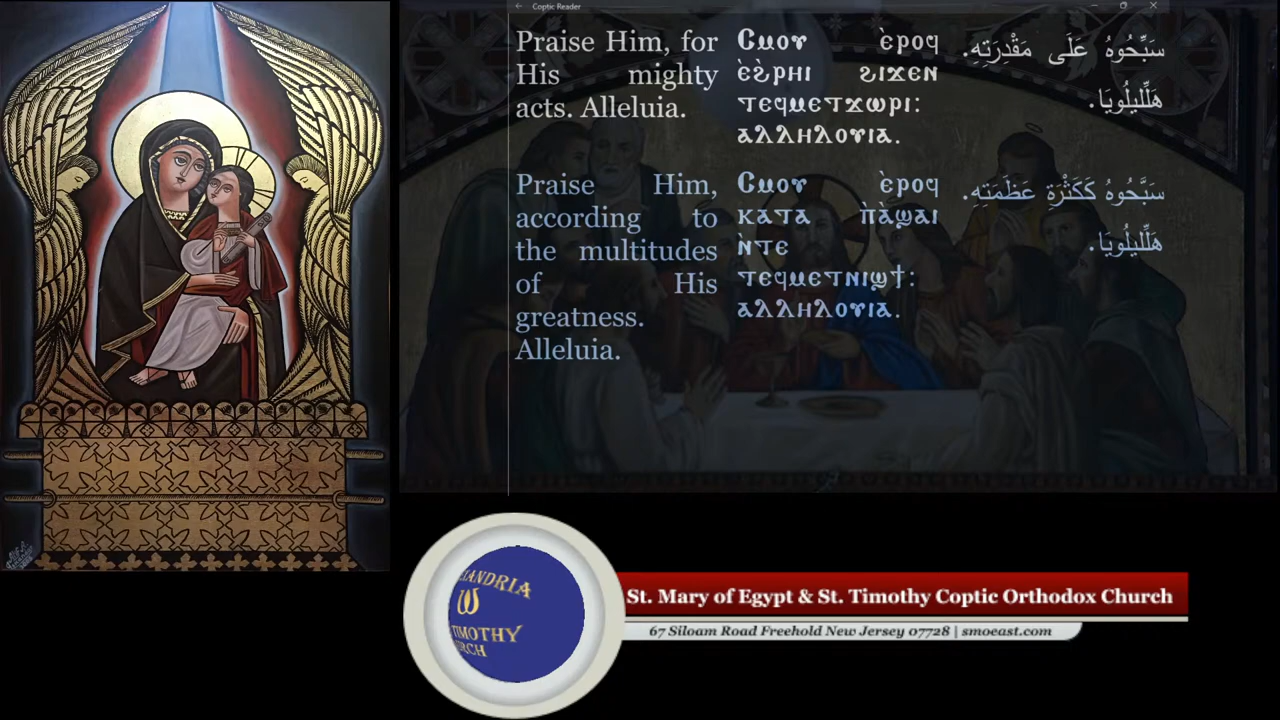 Coptic Reader
Praise Him, for
His mighty
acts. Alleluia.
Ⲥⲙⲟⲩ ⲉ̀ⲣⲟϥ
ⲉ̀ϩ̀ⲣⲏⲓ ϩⲓϫⲉⲛ
ⲧⲉϥⲙⲉⲧϫⲱⲣⲓ:
ⲁⲗⲗⲏⲗⲟⲩⲓⲁ.
سَبِّحُوهُ عَلَى مَقْدِرَتِهِ.
هَلِّلِيلُويَا.
Praise Him,
according to
the multitudes
of His
greatness.
Alleluia.
Ⲥⲙⲟⲩ ⲉ̀ⲣⲟϥ
ⲕⲁⲧⲁ ⲡ̀ⲁ̀ϣⲁⲓ
ⲛ̀ⲧⲉ
ⲧⲉϥⲙⲉⲧⲛⲓϣϯ:
ⲁⲗⲗⲏⲗⲟⲩⲓⲁ.
سَبَّحُوهُ كَكَثْرَةِ عَظَمَتهِ.
هَلِّلِيلُويَا.
ANDRIA
TIMOTHY
URCH
St. Mary of Egypt & St. Timothy Coptic Orthodox Church
67 Siloam Road Freehold New Jersey 07728 | smoeast.com